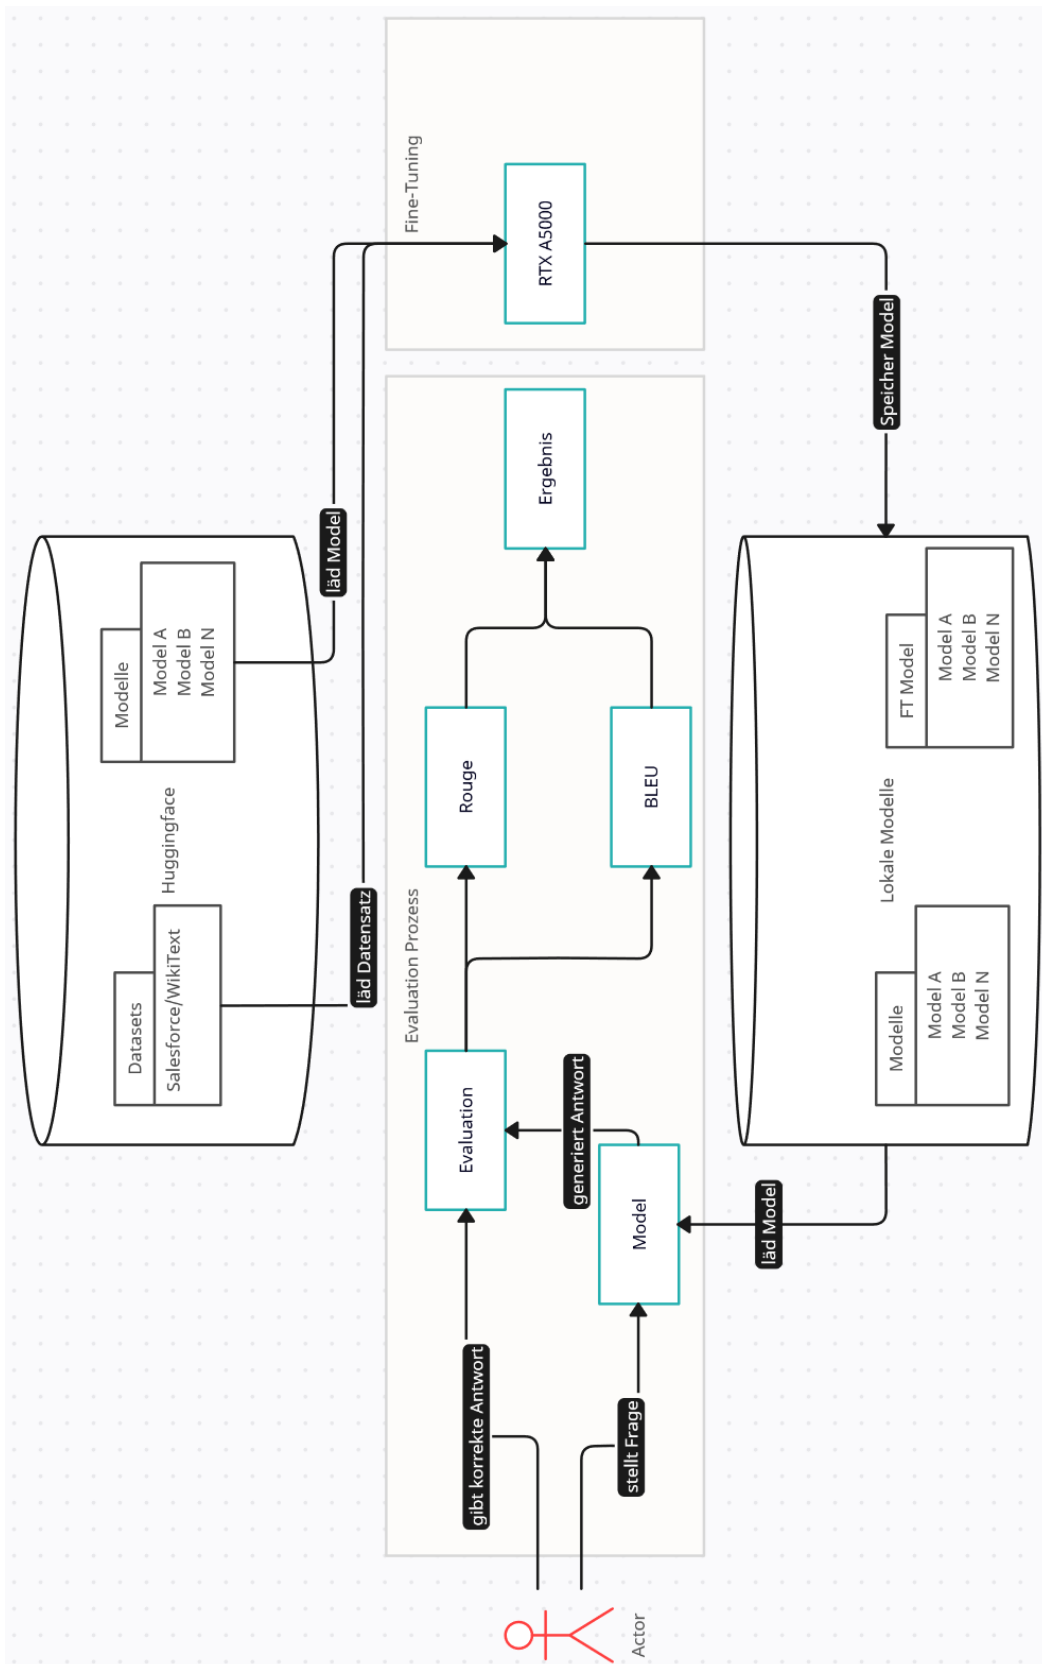 Huggingface
Datasets
Salesforce/WikiText
Modelle
Model A
Model B
Model N
läd Datensatz
läd Model
Fine-Tuning
RTX A5000
Evaluation Prozess
gibt korrekte Antwort
Evaluation
Rouge
Ergebnis
BLEU
generiert Antwort
Model
stellt Frage
Actor
läd Model
Speicher Model
Lokale Modelle
Modelle
Model A
Model B
Model N
FT Model
Model A
Model B
Model N